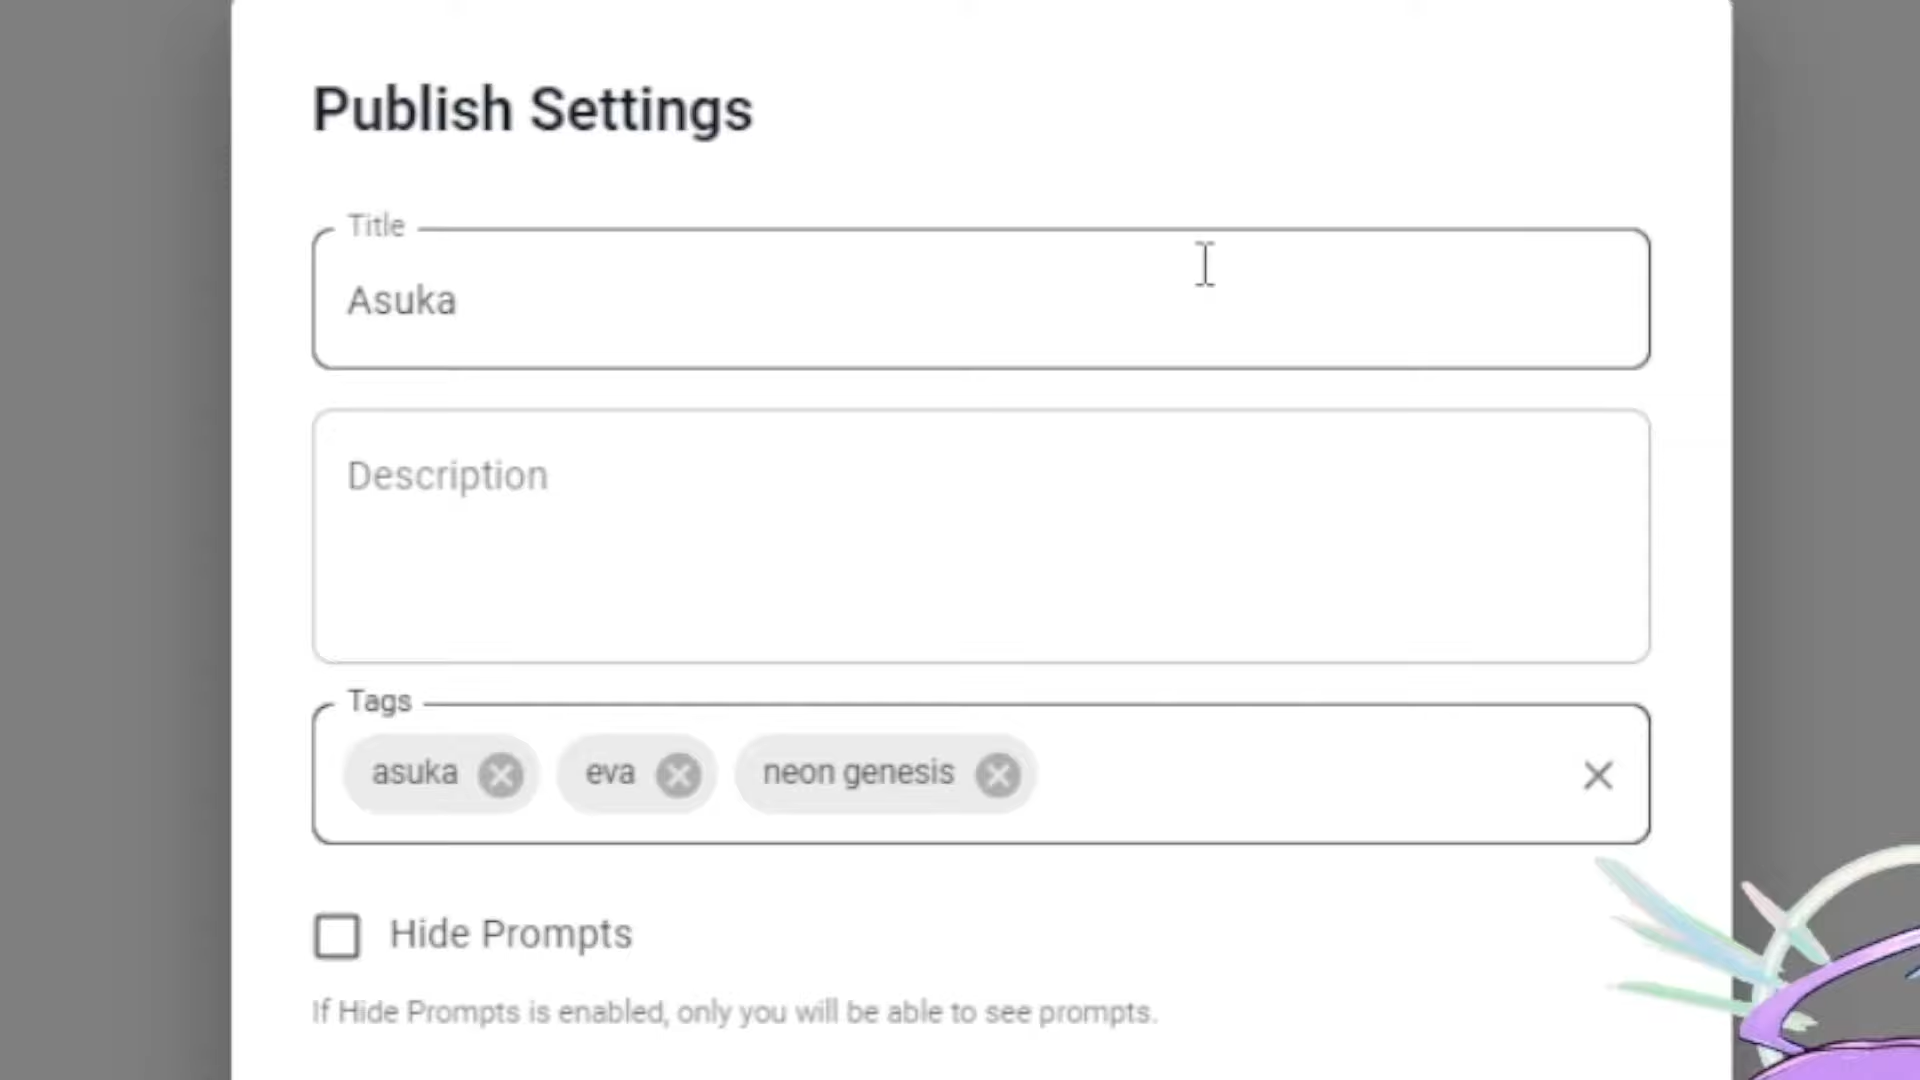 Publish Settings
Title
Asuka
Description
Tags
asuka eva neon genesis
Hide Prompts
If Hide Prompts is enabled, only you will be able to see prompts.